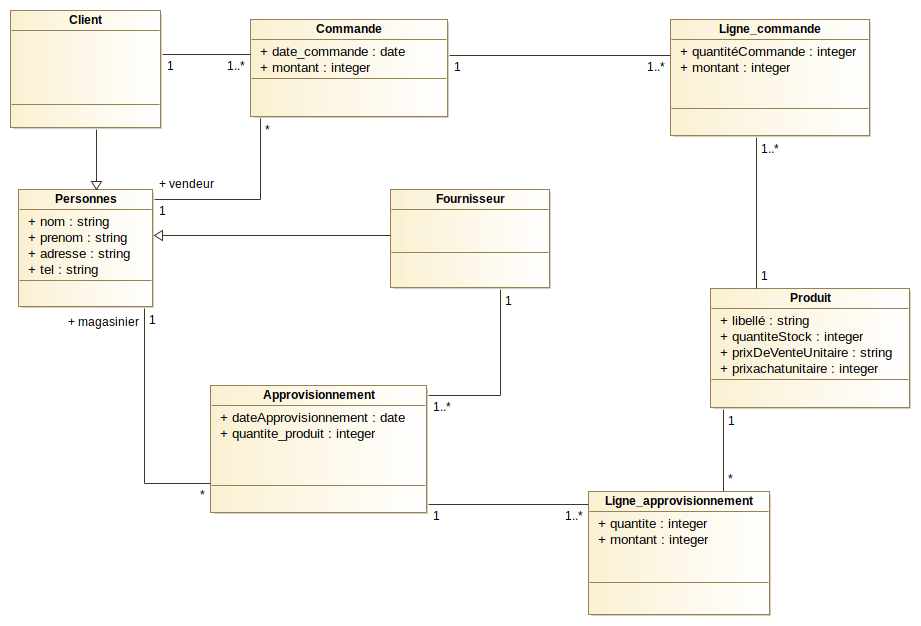 Client
Commande
+ date_commande : date
+ montant : integer
Ligne_commande
+ quantitéCommande : integer
+ montant : integer
1
1..*
1
1..*
*
1..*
+ vendeur
1
Personnes
+ nom : string
+ prenom : string
+ adresse : string
+ tel : string
Fournisseur
1
1
Produit
+ libellé : string
+ quantiteStock : integer
+ prixDeVenteUnitaire : string
+ prixachatunitaire : integer
+ magasinier
1
Approvisionnement
+ dateApprovisionnement : date
+ quantite_produit : integer
1..*
1
*
*
1
1..*
Ligne_approvisionnement
+ quantite : integer
+ montant : integer